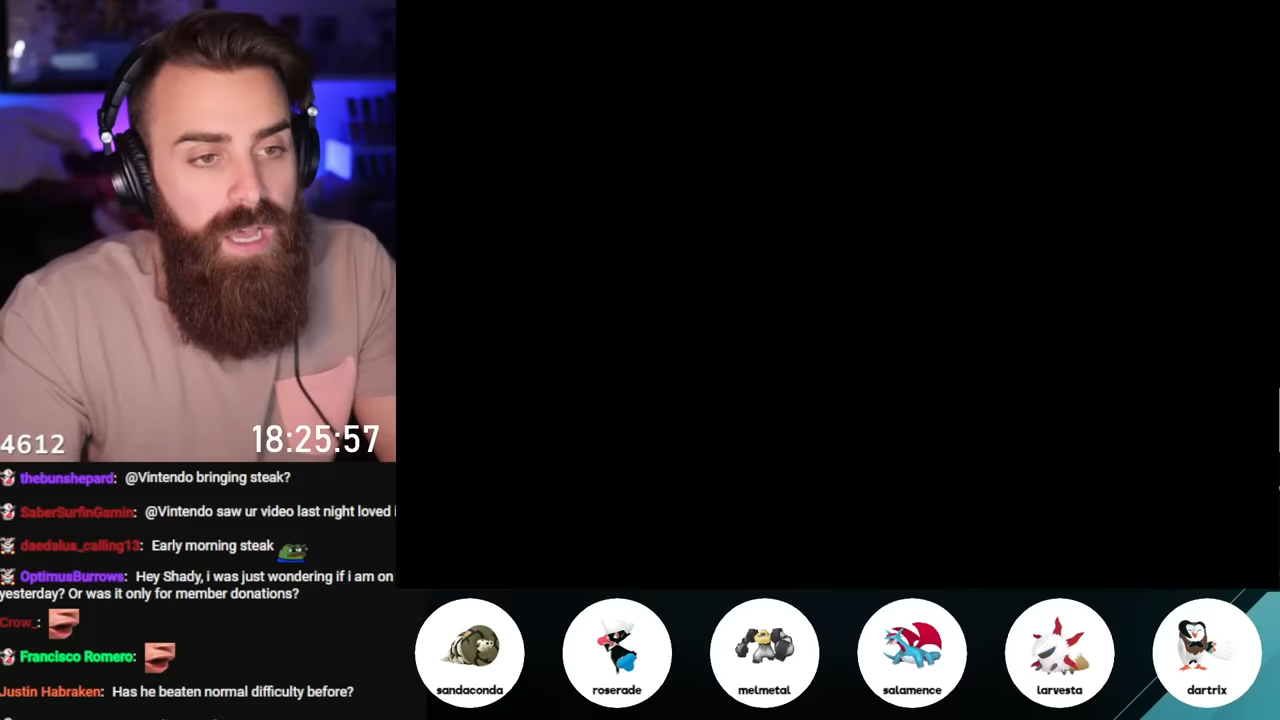 4612
18:25:57
thebunshepard: @Vintendo bringing steak?
SaberSurfinGamin: @Vintendo saw ur video last night loved
daedalus_calling13: Early morning steak
OptimusBurrows: Hey Shady, i was just wondering if i am on
yesterday? Or was it only for member donations?
Crow_:
Francisco Romero:
Justin Habraken: Has he beaten normal difficulty before?
sandaconda
roserade
melmetal
salamence
larvesta
dartrix